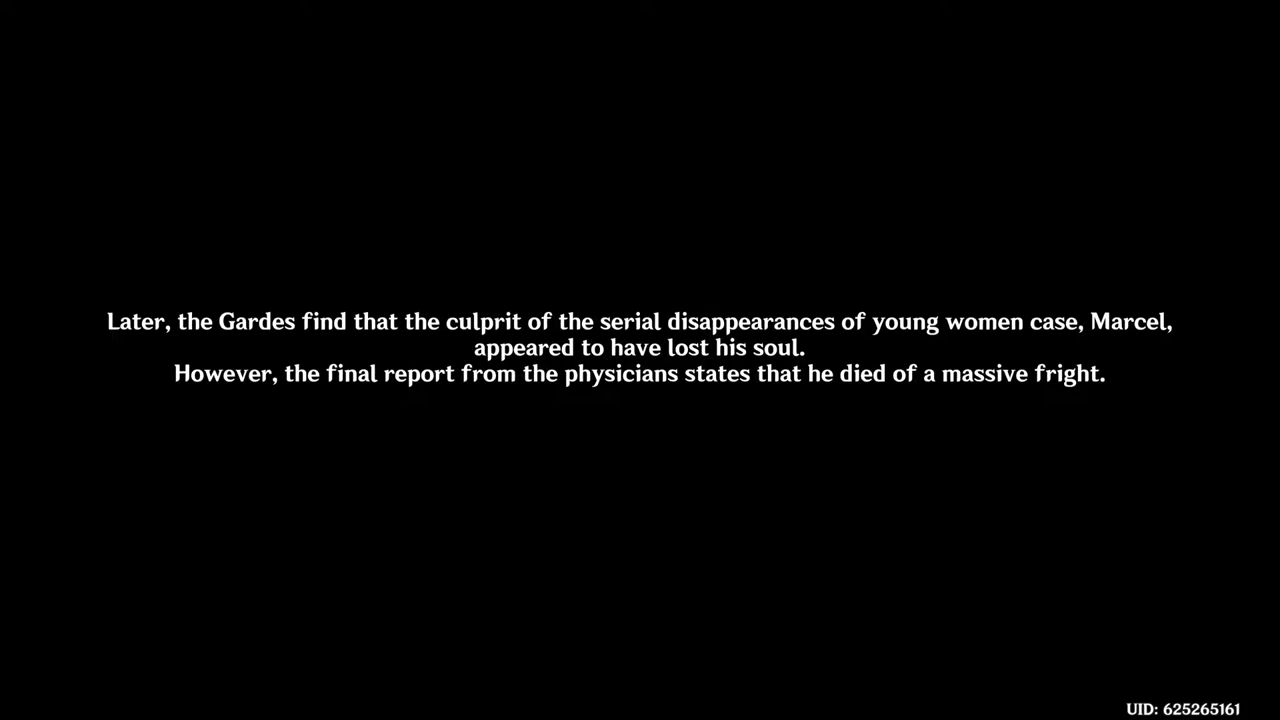 Later, the Gardes find that the culprit of the serial disappearances of young women case, Marcel,
appeared to have lost his soul.
However, the final report from the physicians states that he died of a massive fright.
UID: 625265161